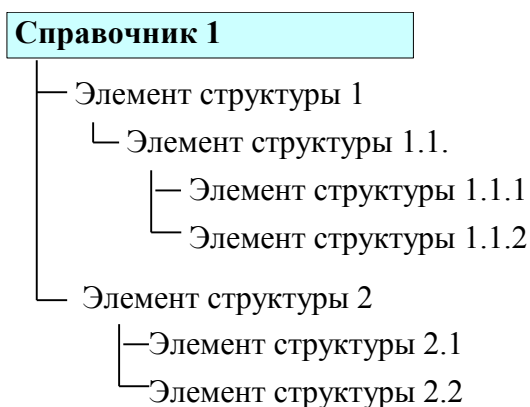 Справочник 1
Элемент структуры 1
Элемент структуры 1.1.
Элемент структуры 1.1.1
Элемент структуры 1.1.2
Элемент структуры 2
Элемент структуры 2.1
Элемент структуры 2.2